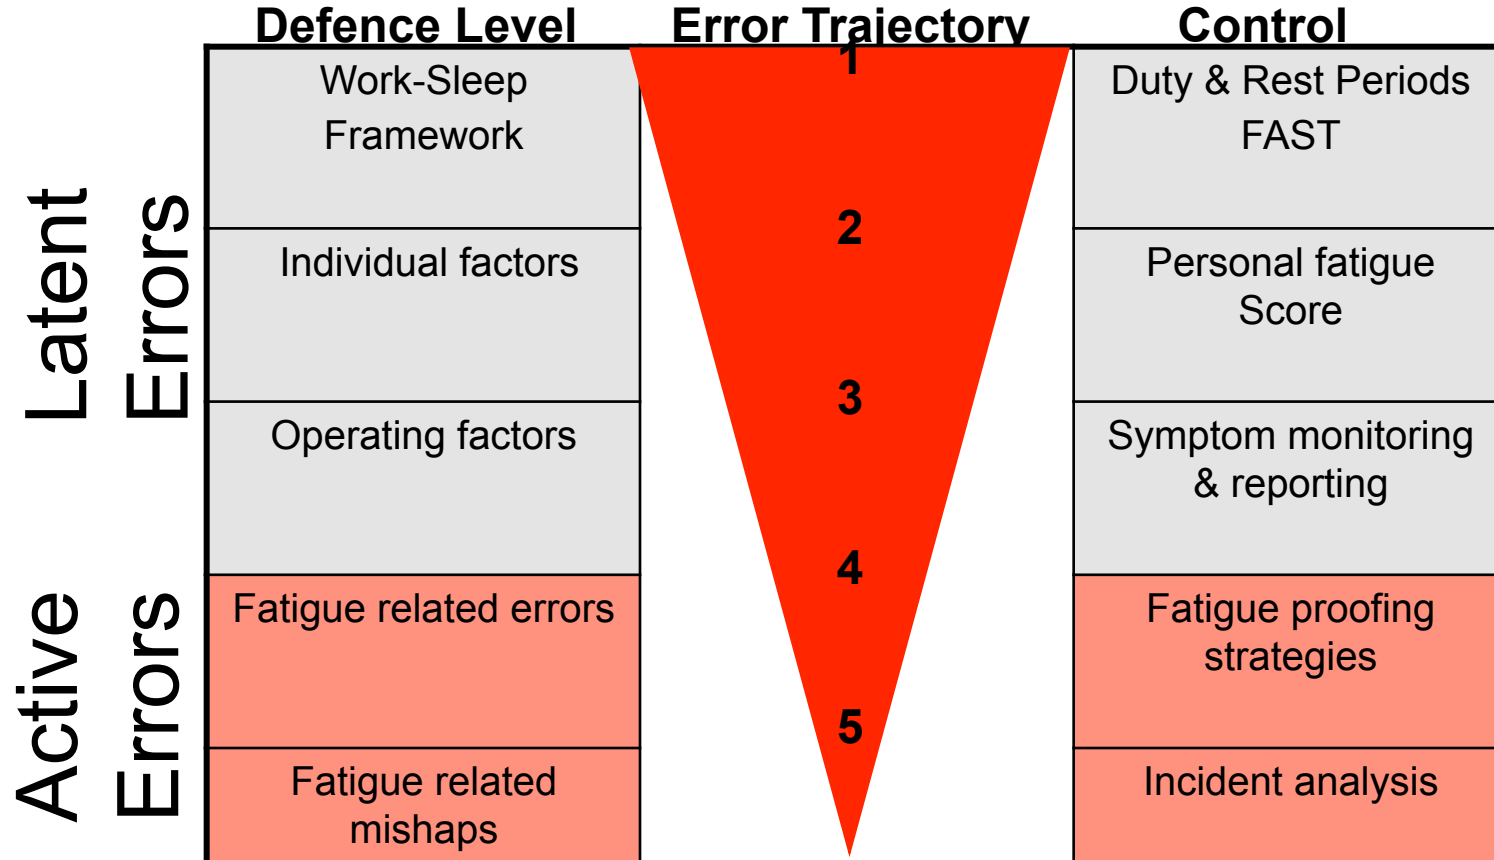 Defence Level Error Trajectory Control
Latent
Errors
Work-Sleep
Framework
1
Duty & Rest Periods
FAST
Individual factors
2
Personal fatigue
Score
Operating factors
3
Symptom monitoring
& reporting
Active
Errors
Fatigue related errors
4
Fatigue proofing
strategies
Fatigue related
mishaps
5
Incident analysis